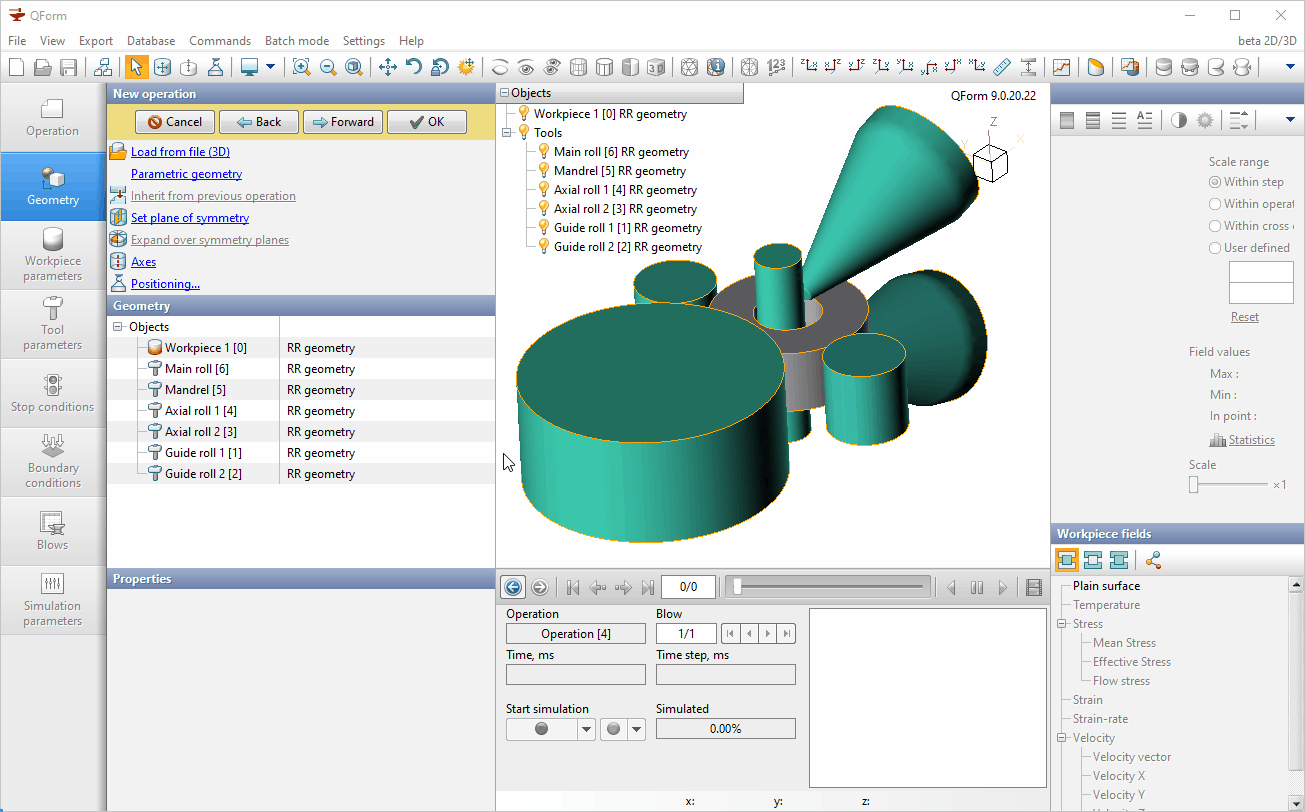 QForm
File View Export Database Commands Batch mode Settings Help
beta 2D/3D
Operation
Geometry
Workpiece
parameters
Tool
parameters
Stop conditions
Boundary
conditions
Blows
Simulation
parameters
New operation
Cancel Back Forward OK
Load from file (3D)
Parametric geometry
Inherit from previous operation
Set plane of symmetry
Expand over symmetry planes
Axes
Positioning...
Geometry
Objects
Workpiece 1 [0] RR geometry
Main roll [6] RR geometry
Mandrel [5] RR geometry
Axial roll 1 [4] RR geometry
Axial roll 2 [3] RR geometry
Guide roll 1 [1] RR geometry
Guide roll 2 [2] RR geometry
Properties
Objects
Workpiece 1 [0] RR geometry
Tools
Main roll [6] RR geometry
Mandrel [5] RR geometry
Axial roll 1 [4] RR geometry
Axial roll 2 [3] RR geometry
Guide roll 1 [1] RR geometry
Guide roll 2 [2] RR geometry
QForm 9.0.20.22
Z
X
0/0
Operation Blow
Operation [4] 1/1
Time, ms Time step, ms
Start simulation Simulated
0.00%
x: y: z:
Scale range
Within step
Within operat
Within cross
User defined
Reset
Field values
Max :
Min :
In point :
Statistics
Scale
×1
Workpiece fields
Plain surface
Temperature
Stress
Mean Stress
Effective Stress
Flow stress
Strain
Strain-rate
Velocity
Velocity vector
Velocity X
Velocity Y